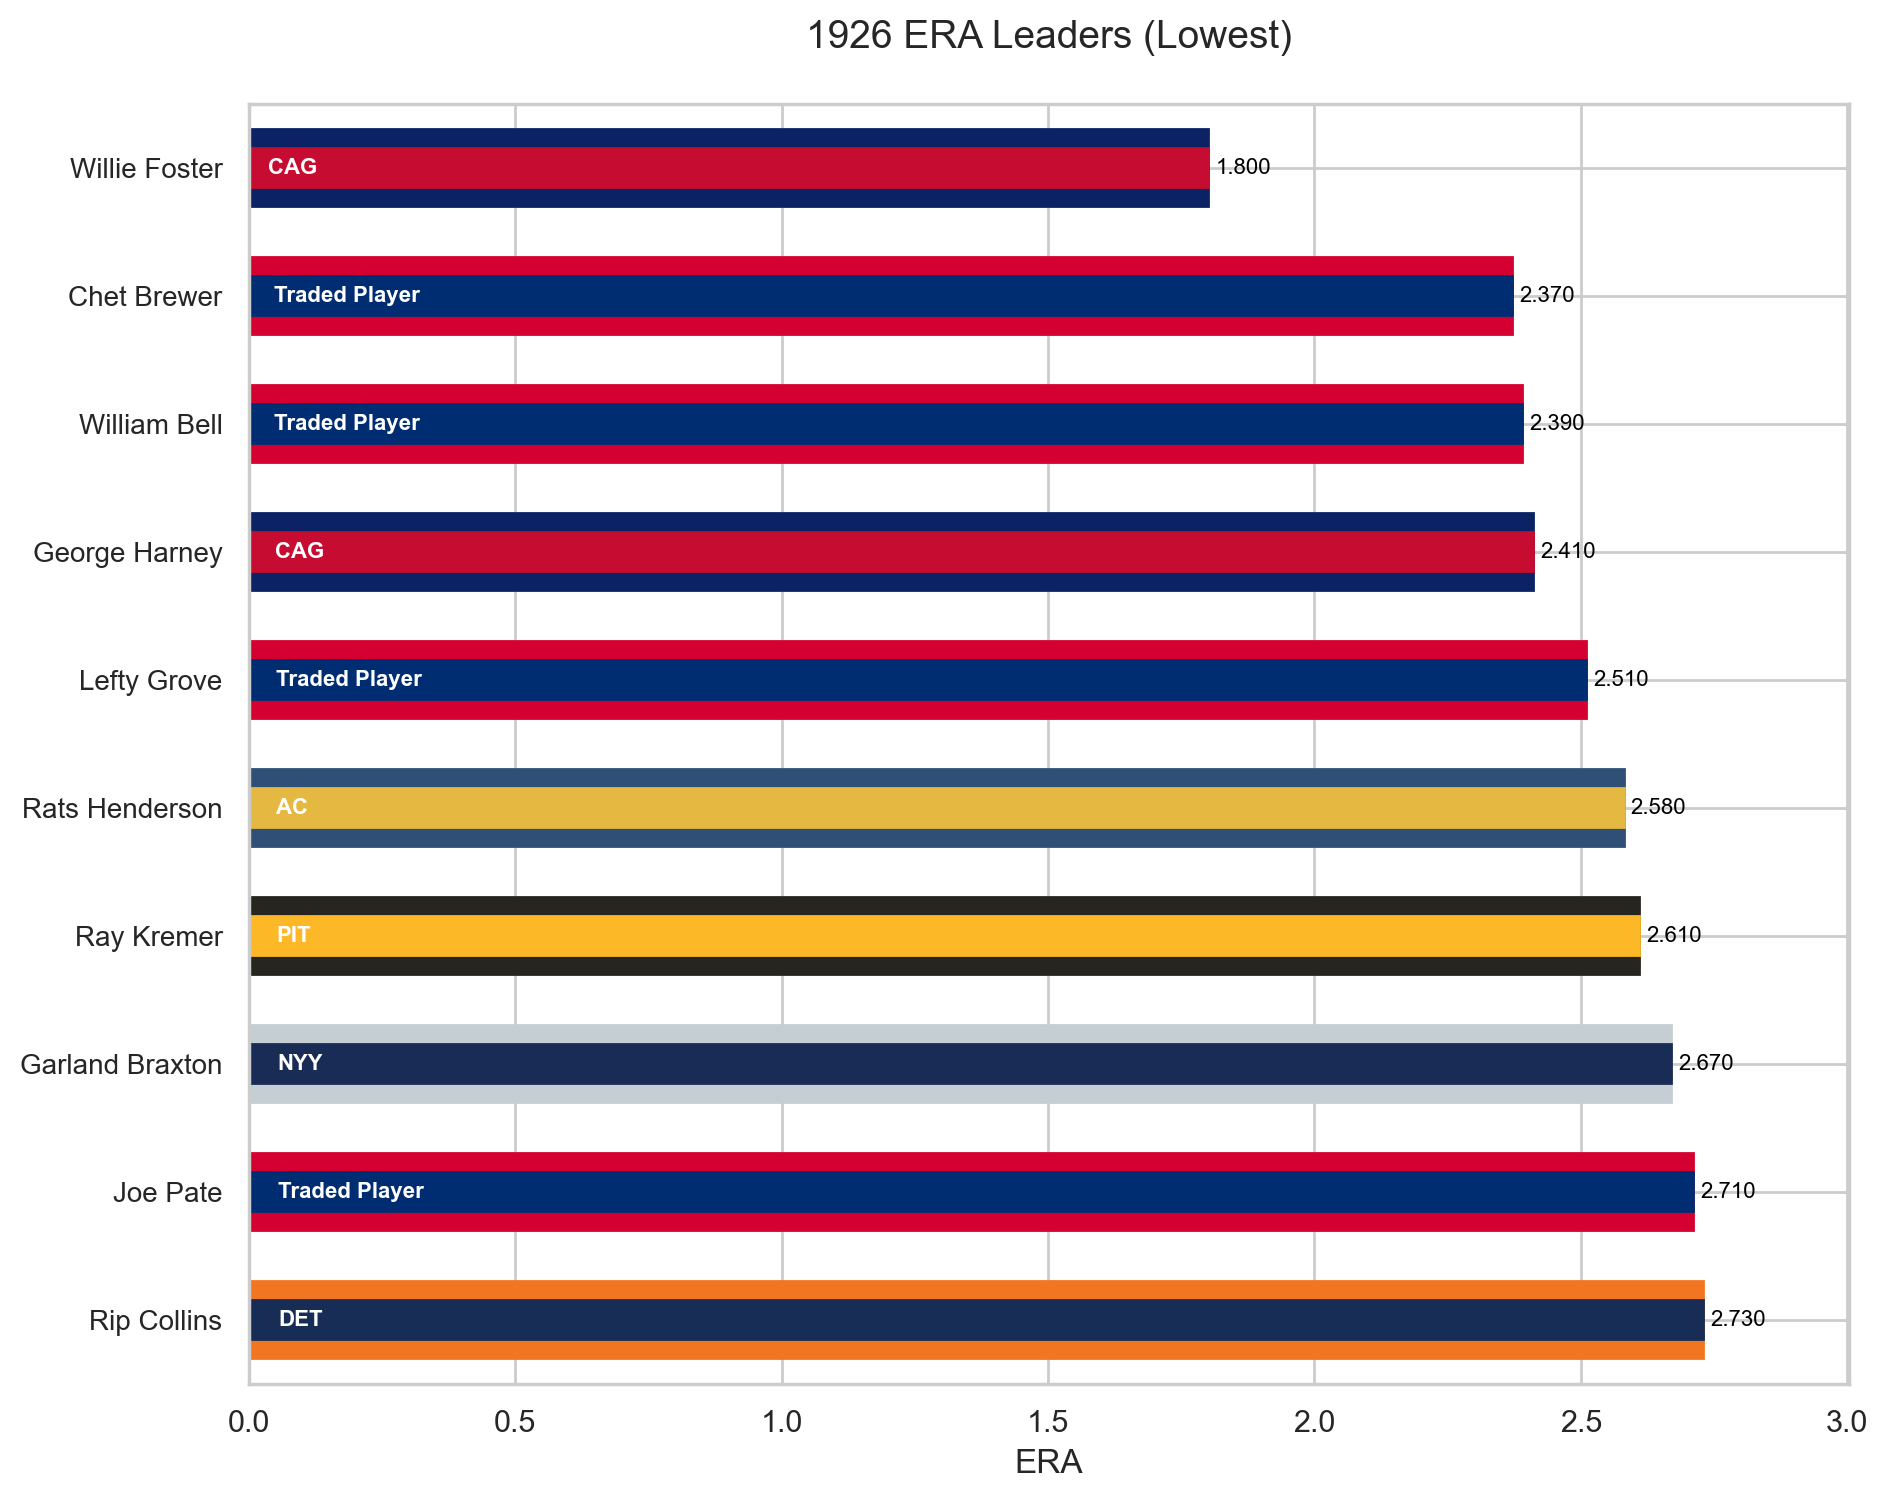 1926 ERA Leaders (Lowest)
Willie Foster
CAG
1.800
Chet Brewer
Traded Player
2.370
William Bell
Traded Player
2.390
George Harney
CAG
2.410
Lefty Grove
Traded Player
2.510
Rats Henderson
AC
2.580
Ray Kremer
PIT
2.610
Garland Braxton
NYY
2.670
Joe Pate
Traded Player
2.710
Rip Collins
DET
2.730
0.0 0.5 1.0 1.5 2.0 2.5 3.0
ERA